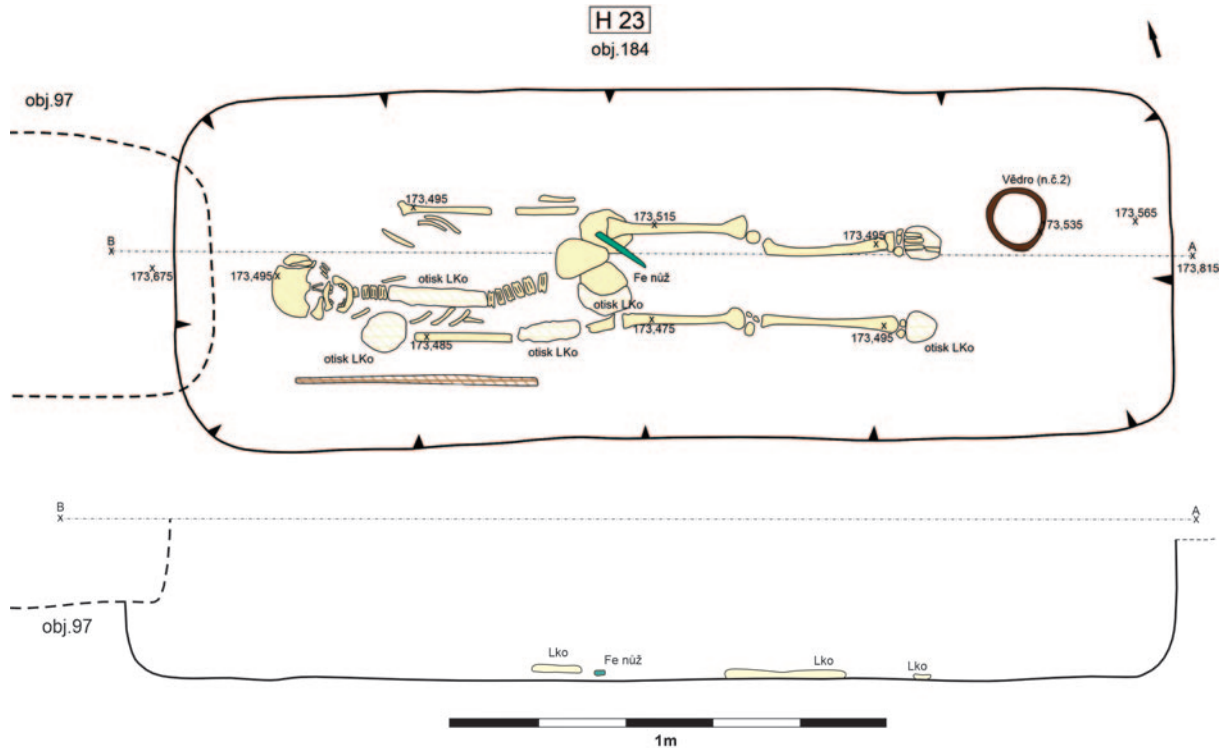 H 23
obj.184
obj.97
Vědro (n.č.2)
173,495
173,515
173,565
173,495
173,535
B
A
173,675
173,495
otisk LKo
Fe nůž
173,815
otisk LKo
173,475
173,495
173,485
otisk LKo
otisk LKo
otisk LKo
B
A
obj.97
Lko
Fe nůž
Lko
Lko
1m